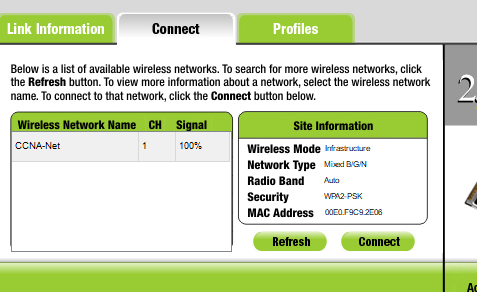 Link Information
Connect
Profiles
Below is a list of available wireless networks. To search for more wireless networks, click
the Refresh button. To view more information about a network, select the wireless network
name. To connect to that network, click the Connect button below.
Wireless Network Name CH Signal
CCNA-Net 1 100%
Site Information
Wireless Mode Infrastructure
Network Type Mixed B/G/N
Radio Band Auto
Security WPA2-PSK
MAC Address 00E0.F9C9.2E06
Refresh
Connect